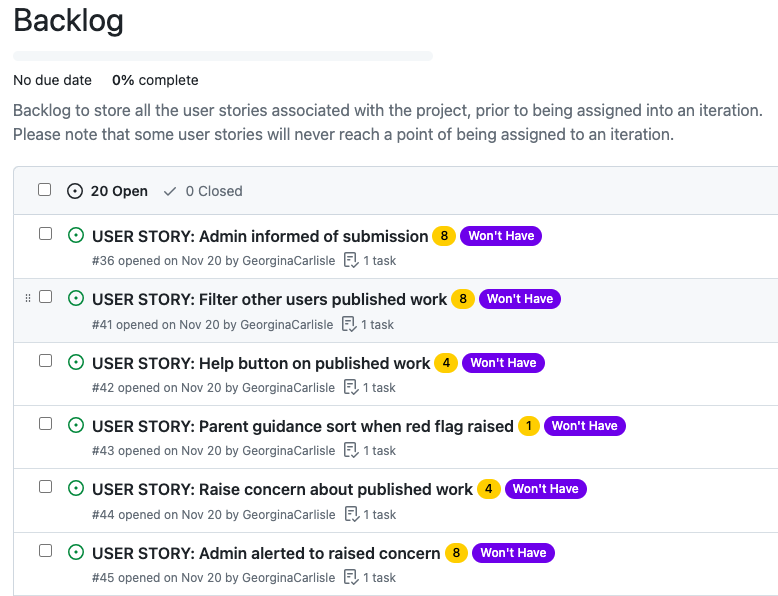 Backlog
No due date 0% complete
Backlog to store all the user stories associated with the project, prior to being assigned into an iteration.
Please note that some user stories will never reach a point of being assigned to an iteration.
20 Open 0 Closed
USER STORY: Admin informed of submission 8 Won't Have
#36 opened on Nov 20 by GeorginaCarlisle 1 task
USER STORY: Filter other users published work 8 Won't Have
#41 opened on Nov 20 by GeorginaCarlisle 1 task
USER STORY: Help button on published work 4 Won't Have
#42 opened on Nov 20 by GeorginaCarlisle 1 task
USER STORY: Parent guidance sort when red flag raised 1 Won't Have
#43 opened on Nov 20 by GeorginaCarlisle 1 task
USER STORY: Raise concern about published work 4 Won't Have
#44 opened on Nov 20 by GeorginaCarlisle 1 task
USER STORY: Admin alerted to raised concern 8 Won't Have
#45 opened on Nov 20 by GeorginaCarlisle 1 task